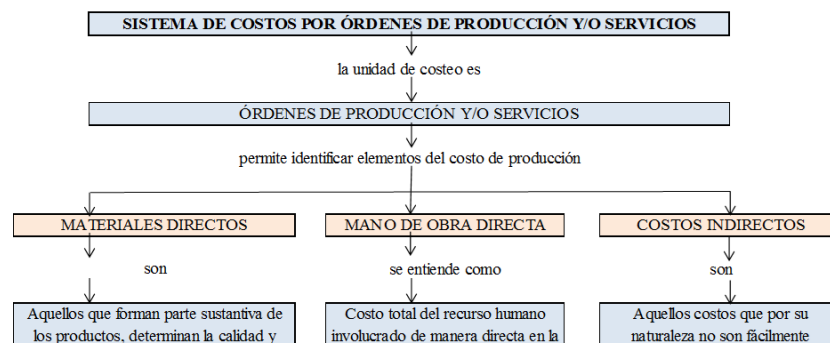 SISTEMA DE COSTOS POR ÓRDENES DE PRODUCCIÓN Y/O SERVICIOS
la unidad de costeo es
ÓRDENES DE PRODUCCIÓN Y/O SERVICIOS
permite identificar elementos del costo de producción
MATERIALES DIRECTOS
MANO DE OBRA DIRECTA
COSTOS INDIRECTOS
son
se entiende como
son
Aquellos que forman parte sustantiva de
los productos, determinan la calidad y
Costo total del recurso humano
involucrado de manera directa en la
Aquellos costos que por su
naturaleza no son fácilmente